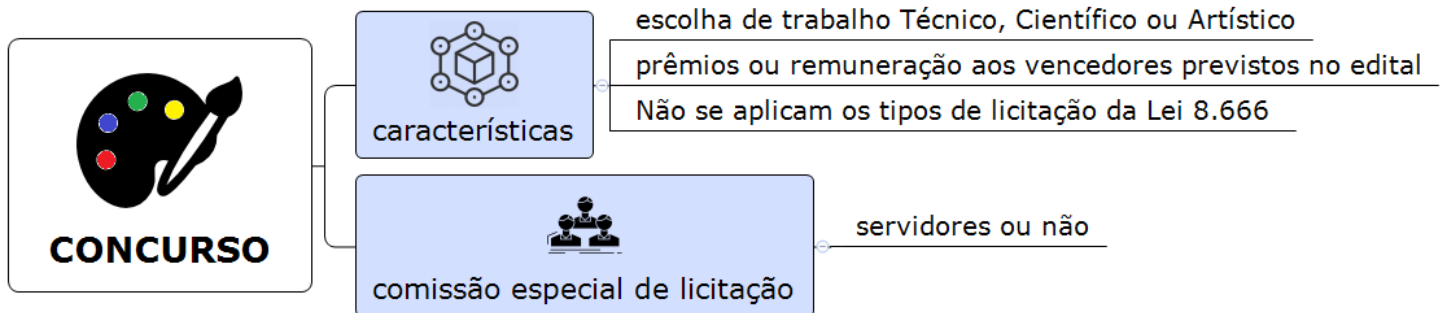 CONCURSO
característícas
escolha de trabalho Técnico, Científico ou Artístico
prêmios ou remuneração aos vencedores previstos no edital
Não se aplicam os tipos de licitação da Lei 8.666
comissão especial de licitação
servidores ou não